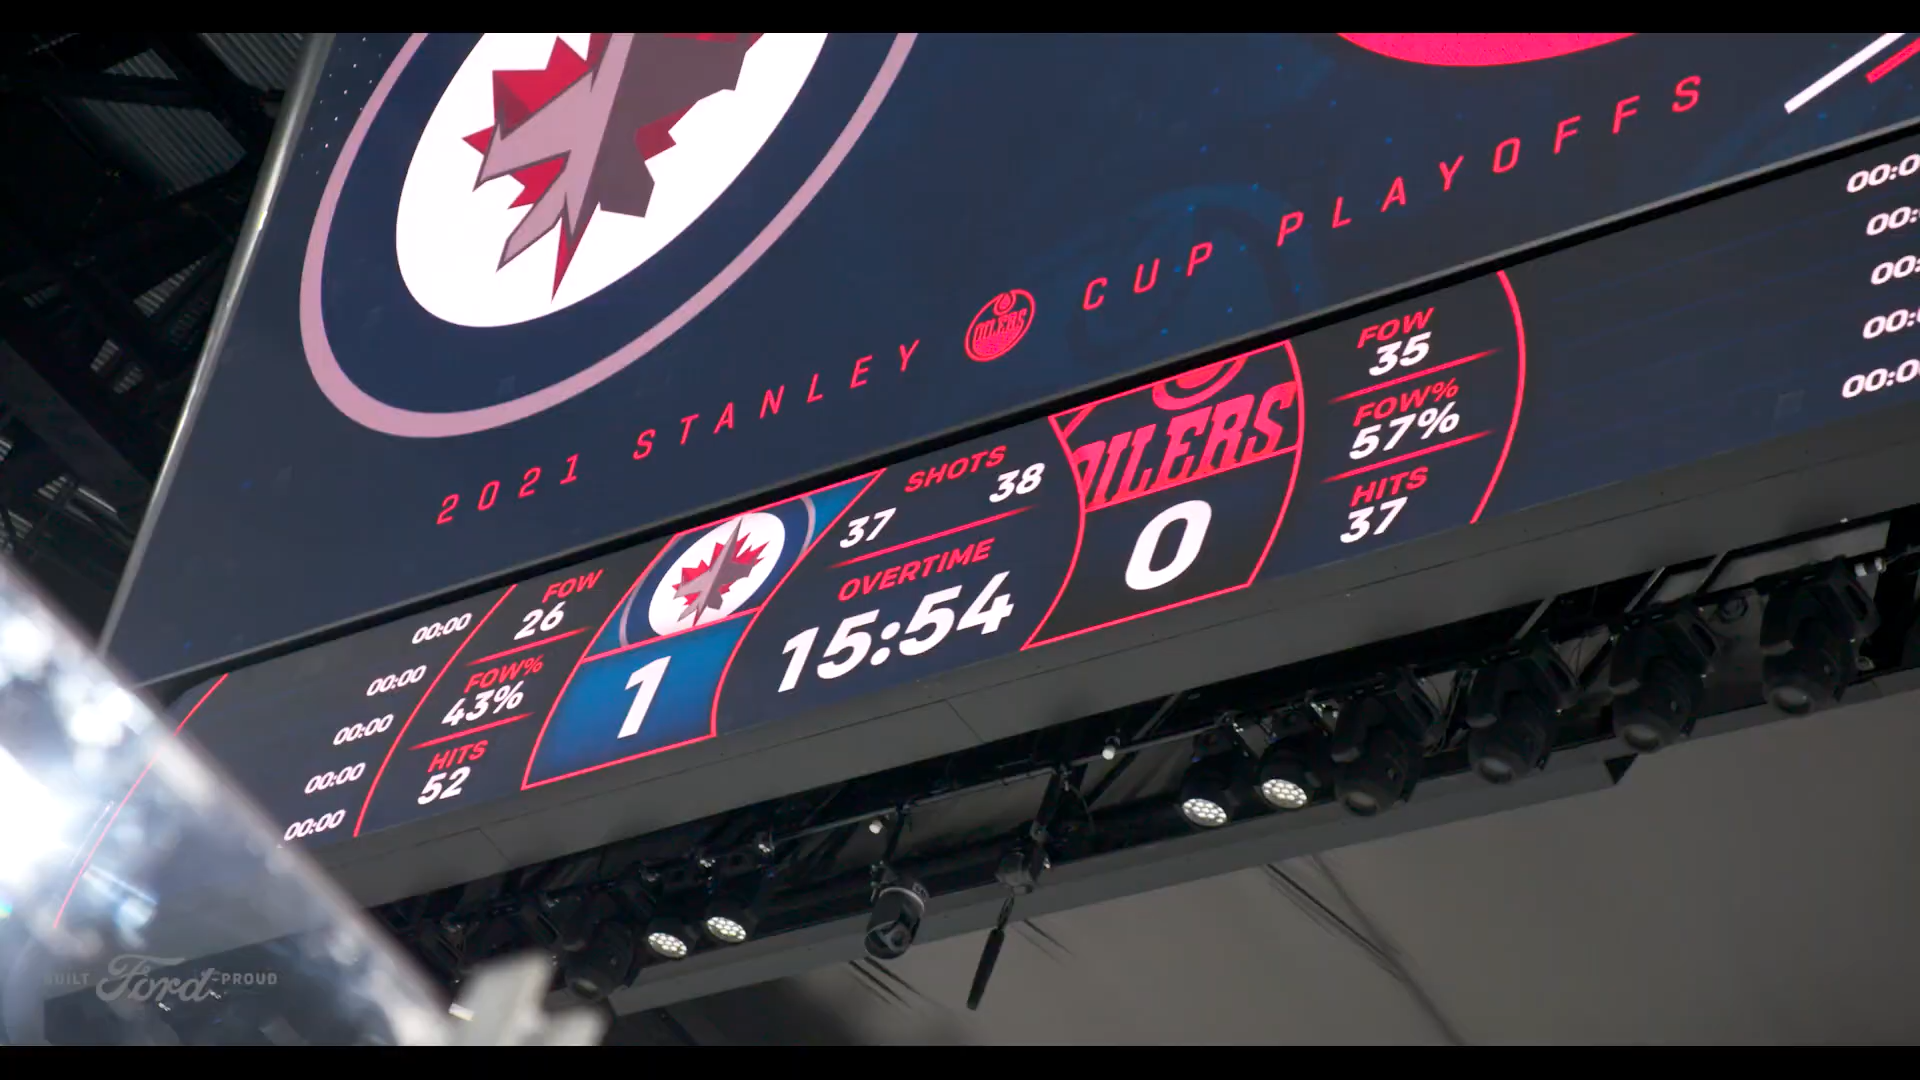 2021 STANLEY OILERS CUP PLAYOFFS
00:00
00:00
00:00
00:00
00:00
FOW
26
FOW%
43%
HITS
52
1
SHOTS
37 38
OVERTIME
15:54
OILERS
0
FOW
35
FOW%
57%
HITS
37
Ford PROUD